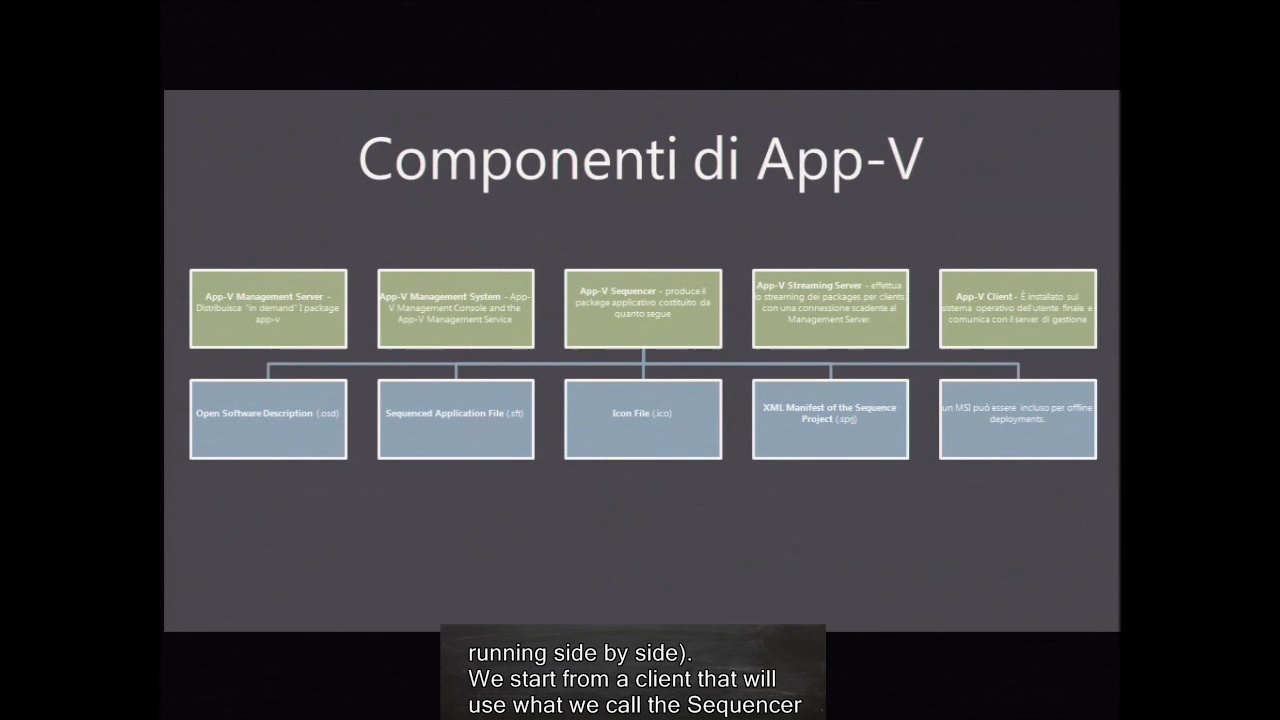 Componenti di App-V
App-V Management Server -
Distribuisce "in demand" I package
app-v
App-V Management System - App-
V Management Console and the
App-V Management Service
App-V Sequencer - produce il
packege applicativo costituito da
quanto segue
App-V Streaming Server - effettua
lo streaming dei packages per clients
con una connessione scadente al
Management Server.
App-V Client - È installato sul
sistema operativo dell'utente finale e
comunica con il server di gestione
Open Software Description (.osd)
Sequenced Application File (.sft)
Icon File (.ico)
XML Manifest of the Sequence
Project (.sprj)
un MSI può essere incluso per offline
deployments.
running side by side).
We start from a client that will
use what we call the Sequencer